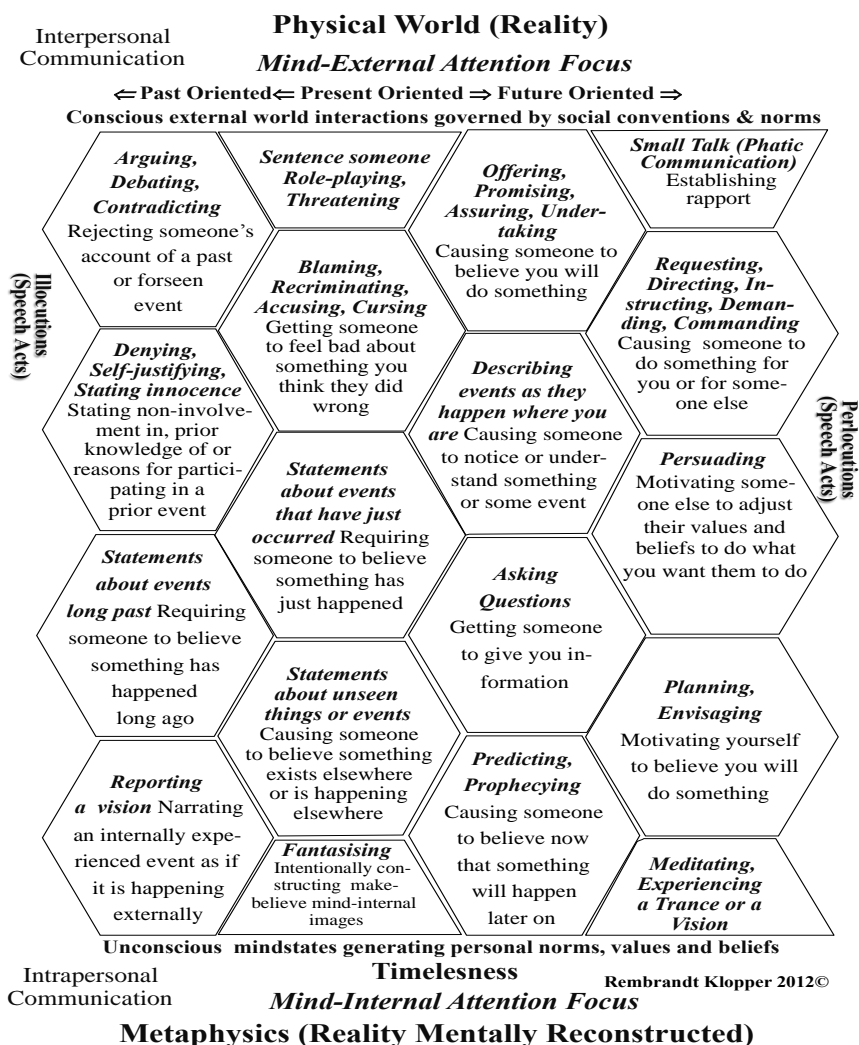 Physical World (Reality)
Interpersonal
Communication
Mind-External Attention Focus
⇐ Past Oriented⇐ Present Oriented ⇒ Future Oriented ⇒
Conscious external world interactions governed by social conventions & norms
Arguing,
Debating,
Contradicting
Rejecting someone's
account of a past
or forseen
event
Sentence someone
Role-playing,
Threatening
Offering,
Promising,
Assuring, Under-
taking
Causing someone to
believe you will
do something
Small Talk (Phatic
Communication)
Establishing
rapport
Illocutions
(Speech Acts)
Blaming,
Recriminating,
Accusing, Cursing
Getting someone
to feel bad about
something you
think they did
wrong
Requesting,
Directing, In-
structing, Deman-
ding, Commanding
Causing someone to
do something for
you or for some-
one else
Denying,
Self-justifying,
Stating innocence
Stating non-involve-
ment in, prior
knowledge of or
reasons for partici-
pating in a
prior event
Describing
events as they
happen where you
are Causing someone
to notice or under-
stand something
or some event
Perlocutions
(Speech Acts)
Statements
about events
that have just
occurred Requiring
someone to believe
something has
just happened
Persuading
Motivating some-
one else to adjust
their values and
beliefs to do what
you want them to do
Statements
about events
long past Requiring
someone to believe
something has
happened
long ago
Asking
Questions
Getting someone
to give you in-
formation
Statements
about unseen
things or events
Causing someone
to believe something
exists elsewhere
or is happening
elsewhere
Planning,
Envisaging
Motivating yourself
to believe you will
do something
Reporting
a vision Narrating
an internally expe-
rienced event as if
it is happening
externally
Predicting,
Prophecying
Causing someone
to believe now
that something
will happen
later on
Fantasising
Intentionally con-
structing make-
believe mind-internal
images
Meditating,
Experiencing
a Trance or a
Vision
Unconscious mindstates generating personal norms, values and beliefs
Intrapersonal
Communication
Timelesness
Rembrandt Klopper 2012©
Mind-Internal Attention Focus
Metaphysics (Reality Mentally Reconstructed)